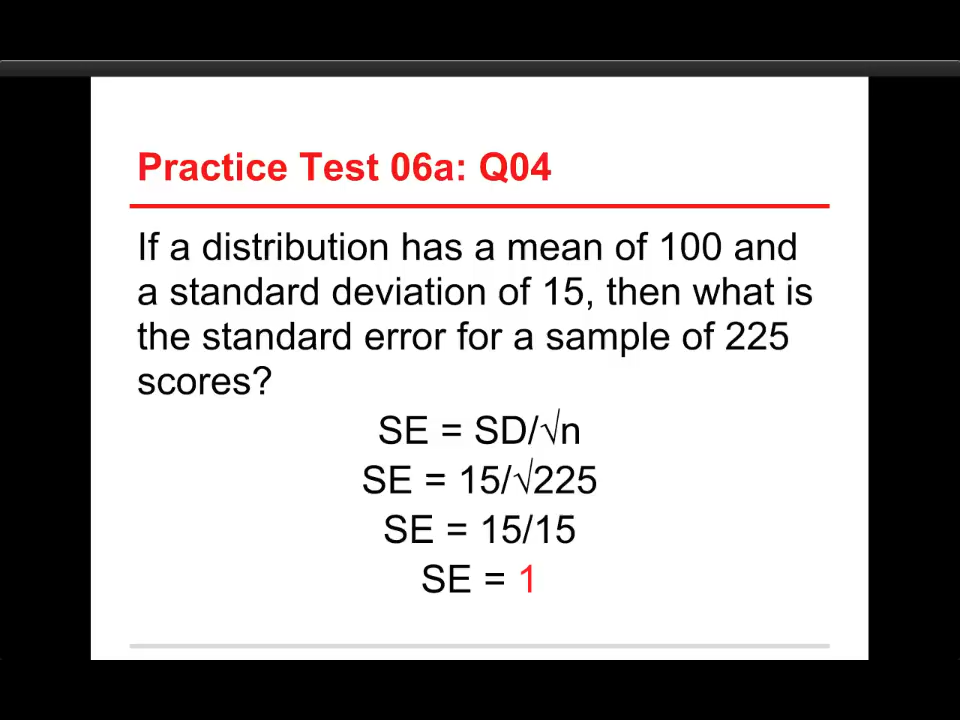 Practice Test 06a: Q04
If a distribution has a mean of 100 and
a standard deviation of 15, then what is
the standard error for a sample of 225
scores?
SE = SD/√n
SE = 15/√225
SE = 15/15
SE = 1